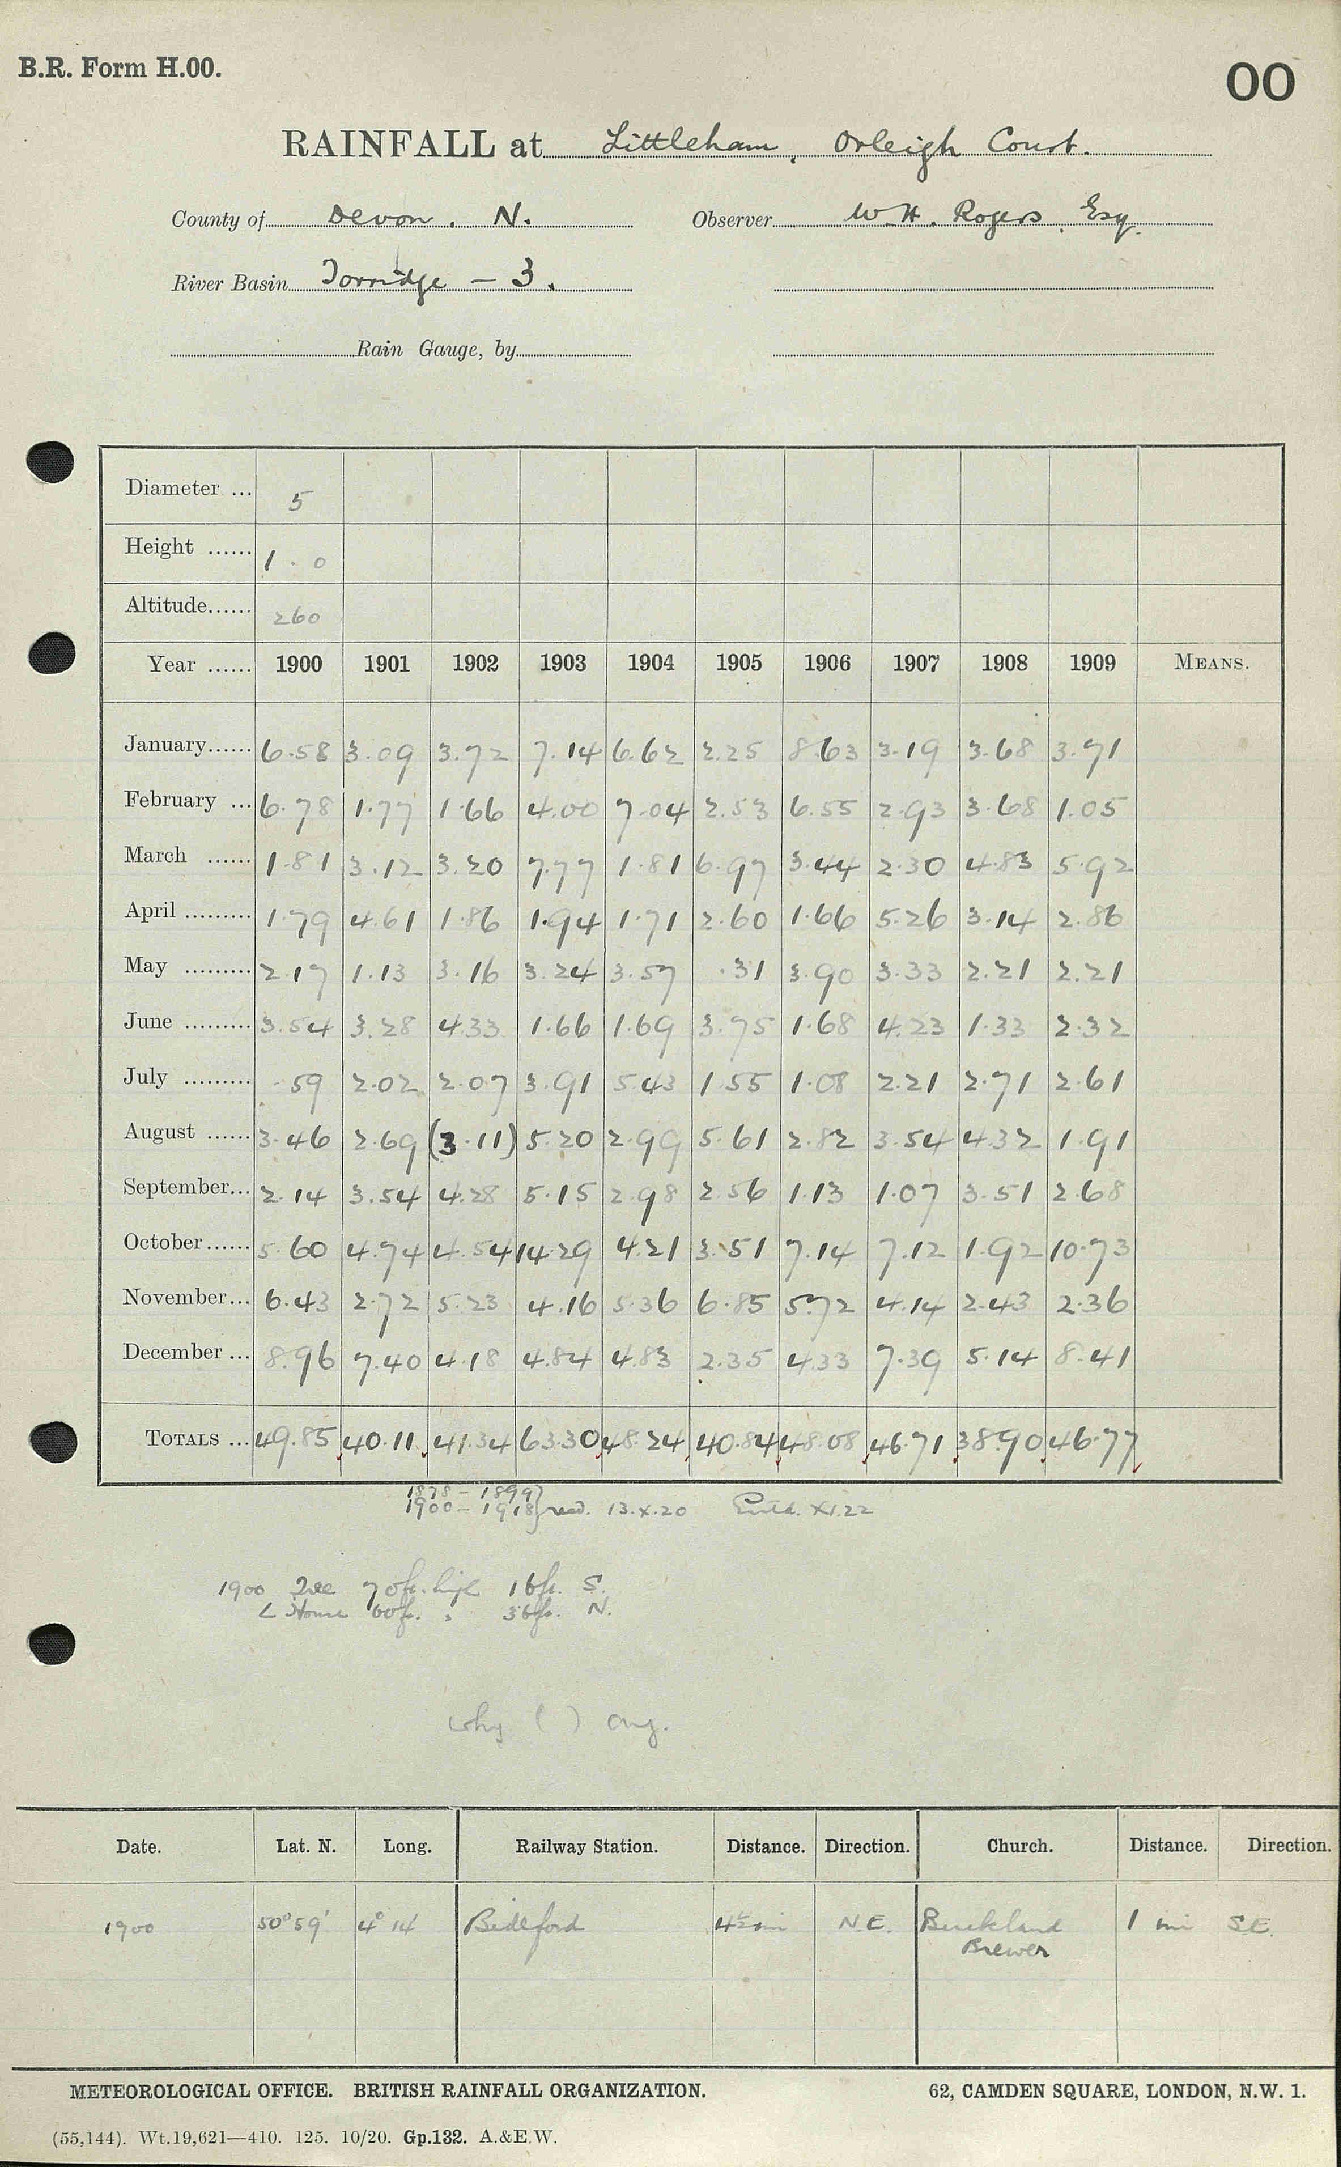 B.R. Form H.00.
00
RAINFALL at Littleham, Orleigh Court.
County of Devon. N. Observer W. H. Rogers, Esq.
River Basin Torridge – 3.
Rain Gauge, by
Diameter ... 5
Height ...... 1 . 0
Altitude...... 260
Year ...... 1900 1901 1902 1903 1904 1905 1906 1907 1908 1909 MEANS.
January...... 6.58 3.09 3.72 7.14 6.62 2.25 8.63 3.19 3.68 3.71
February ... 6.78 1.77 1.66 4.00 7.04 2.53 6.55 2.93 3.68 1.05
March ...... 1.81 3.12 3.20 7.77 1.81 6.97 3.44 2.30 4.83 5.92
April ......... 1.79 4.61 1.86 1.94 1.71 2.60 1.66 5.26 3.14 2.86
May ......... 2.17 1.13 3.16 3.24 3.57 .31 3.90 3.33 2.21 2.21
June ......... 3.54 3.28 4.33 1.66 1.69 3.75 1.68 4.23 1.33 2.32
July ......... .59 2.02 2.07 3.91 5.43 1.55 1.08 2.21 2.71 2.61
August ...... 3.46 2.69 (3.11) 5.20 2.99 5.61 2.82 3.54 4.32 1.91
September... 2.14 3.54 4.28 5.15 2.98 2.56 1.13 1.07 3.51 2.68
October...... 5.60 4.74 4.54 14.29 4.21 3.51 7.14 7.12 1.92 10.73
November... 6.43 2.72 5.23 4.16 5.36 6.85 5.72 4.14 2.43 2.36
December ... 8.96 7.40 4.18 4.84 4.83 2.35 4.33 7.39 5.14 8.41
TOTALS ... 49.85 40.11 41.34 63.30 48.24 40.84 48.08 46.71 38.90 46.77
1878 – 1899}
1900 – 1918} recd. 13.X.20 Entd. XI.22
1900 Tree 70ft. high 16ft. S.
< House 60ft. " 36ft. N.
why ( ) orig.
Date. Lat. N. Long. Railway Station. Distance. Direction. Church. Distance. Direction.
1900 50° 59' 4° 14' Bideford 4½ mi N.E. Buckland Brewer 1 mi S.E.
METEOROLOGICAL OFFICE. BRITISH RAINFALL ORGANIZATION. 62, CAMDEN SQUARE, LONDON, N.W. 1.
(55,144). Wt.19,621—410. 125. 10/20. Gp.132. A.&E.W.